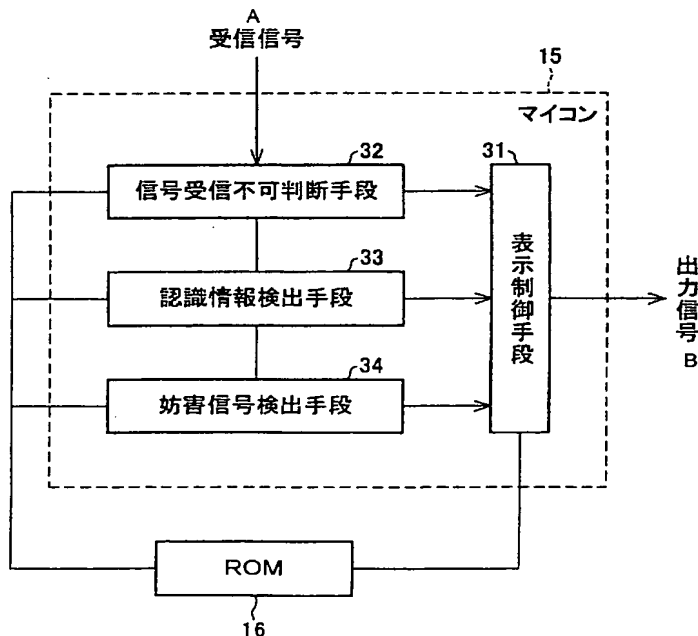 A
受信信号
15
マイコン
32
信号受信不可判断手段
31
表示制御手段
33
認識情報検出手段
34
妨害信号検出手段
出力信号
B
ROM
16